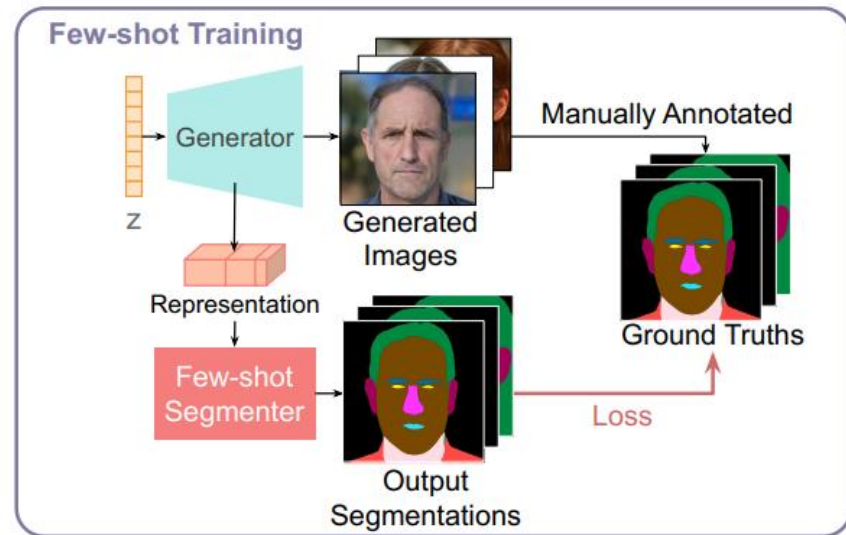 Few-shot Training
Generator
Manually Annotated
z
Generated
Images
Representation
Ground Truths
Few-shot
Segmenter
Loss
Output
Segmentations